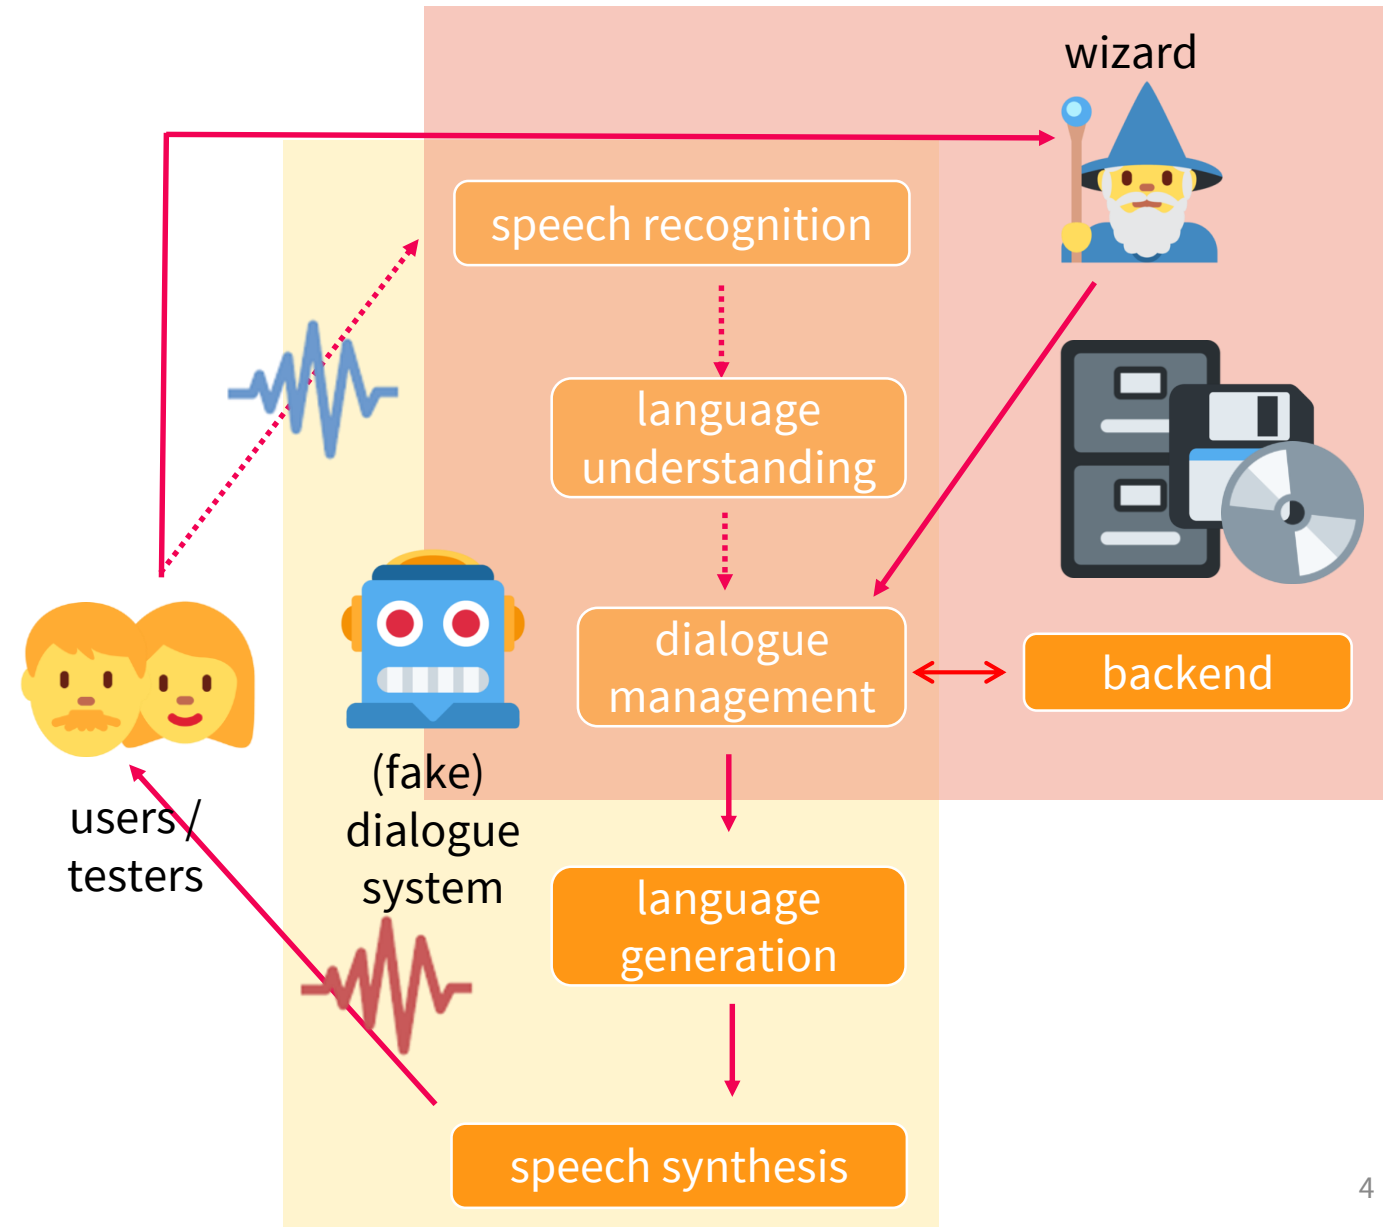 wizard
speech recognition
language
understanding
dialogue
management
backend
(fake)
dialogue
system
users /
testers
language
generation
speech synthesis
4